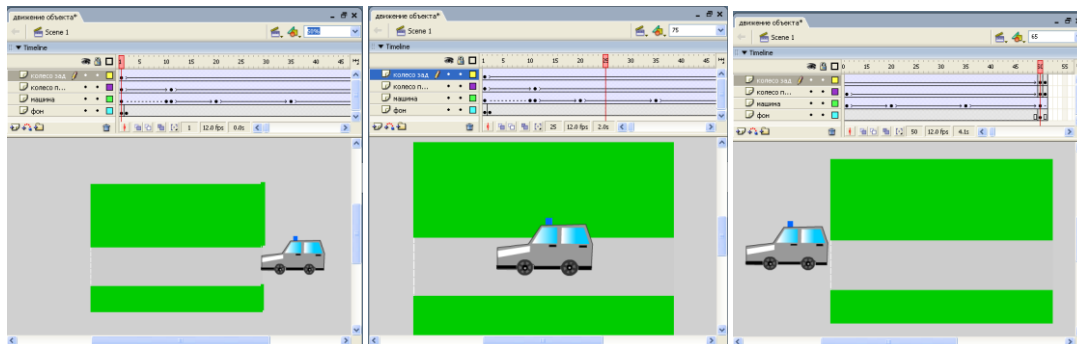 движение объекта*
Scene 1
51%
Timeline
1 5 10 15 20 25 30 35 40 45
колесо зад
колесо п...
машина
фон
1 12.0 fps 0.0s
движение объекта*
Scene 1
75
Timeline
1 5 10 15 20 25 30 35 40 45
колесо зад
колесо п...
машина
фон
25 12.0 fps 2.0s
движение объекта*
Scene 1
65
Timeline
10 15 20 25 30 35 40 45 50 55
колесо зад
колесо п...
машина
фон
50 12.0 fps 4.1s